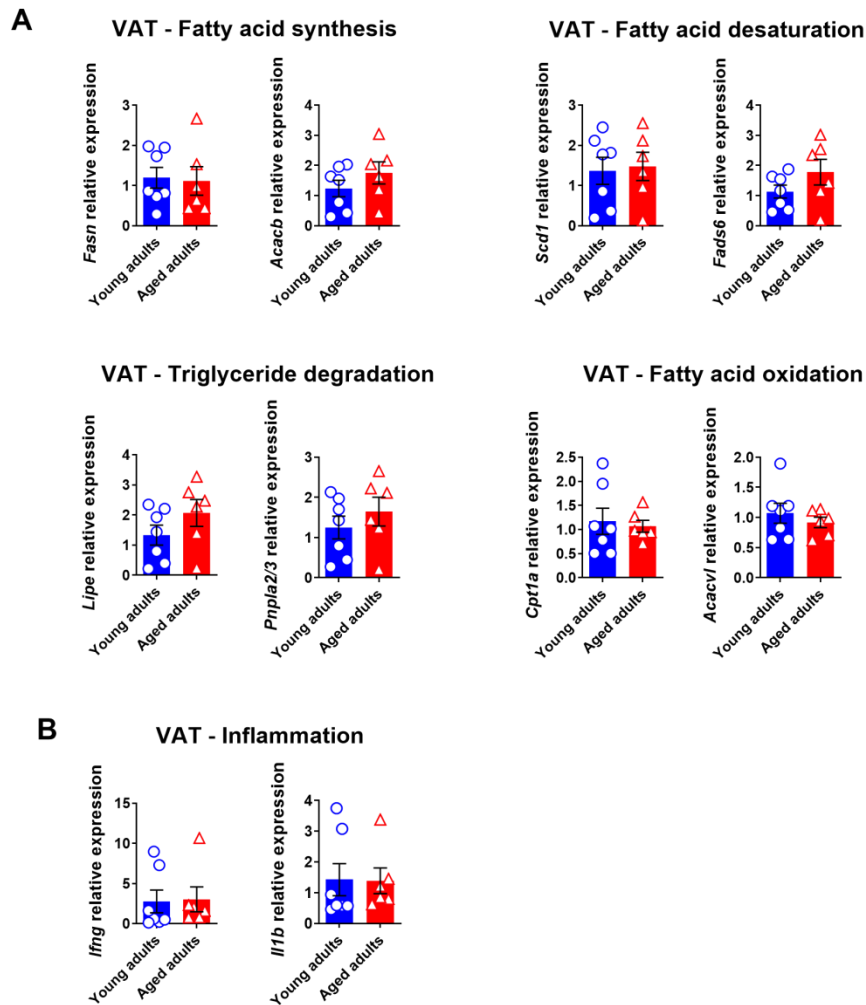 A
VAT - Fatty acid synthesis
VAT - Fatty acid desaturation
Fasn relative expression
3
2
1
0
Young adults
Aged adults
Acacb relative expression
4
3
2
1
0
Young adults
Aged adults
Scd1 relative expression
3
2
1
0
Young adults
Aged adults
Fads6 relative expression
4
3
2
1
0
Young adults
Aged adults
VAT - Triglyceride degradation
VAT - Fatty acid oxidation
Lipe relative expression
4
3
2
1
0
Young adults
Aged adults
Pnpla2/3 relative expression
3
2
1
0
Young adults
Aged adults
Cpt1a relative expression
2.5
2.0
1.5
1.0
0.5
0.0
Young adults
Aged adults
Acacvl relative expression
2.0
1.5
1.0
0.5
0.0
Young adults
Aged adults
B
VAT - Inflammation
Ifng relative expression
15
10
5
0
Young adults
Aged adults
Il1b relative expression
4
3
2
1
0
Young adults
Aged adults